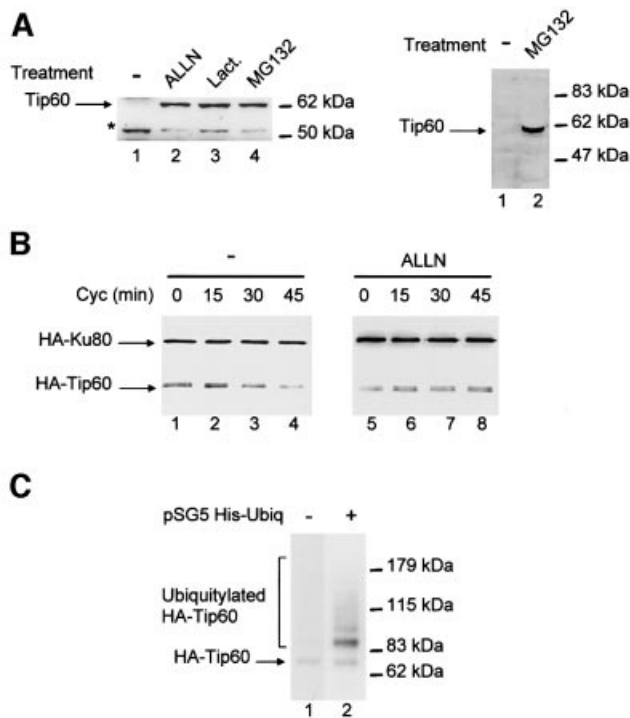 A
Treatment - ALLN Lact. MG132
Tip60
62 kDa
*
50 kDa
1 2 3 4
Treatment - MG132
83 kDa
Tip60
62 kDa
47 kDa
1 2
B
- ALLN
Cyc (min) 0 15 30 45 0 15 30 45
HA-Ku80
HA-Tip60
1 2 3 4 5 6 7 8
C
pSG5 His-Ubiq - +
179 kDa
Ubiquitylated
HA-Tip60
115 kDa
83 kDa
HA-Tip60
62 kDa
1 2